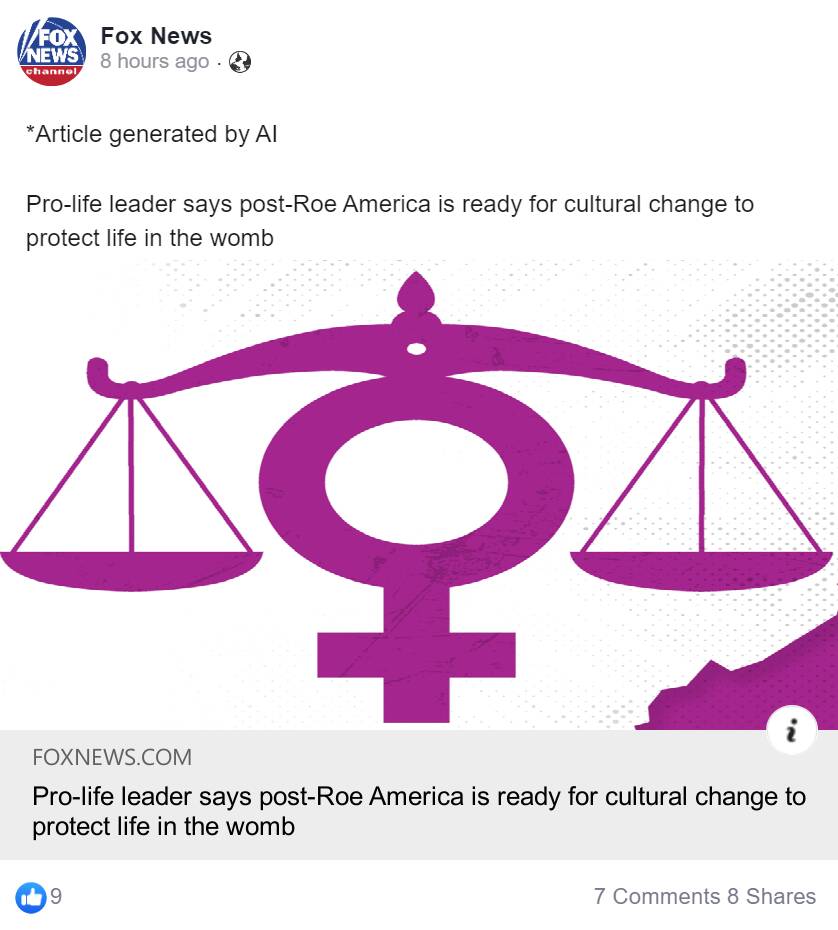 FOX
NEWS
channel
Fox News
8 hours ago ·
*Article generated by AI
Pro-life leader says post-Roe America is ready for cultural change to
protect life in the womb
i
FOXNEWS.COM
Pro-life leader says post-Roe America is ready for cultural change to
protect life in the womb
9
7 Comments 8 Shares